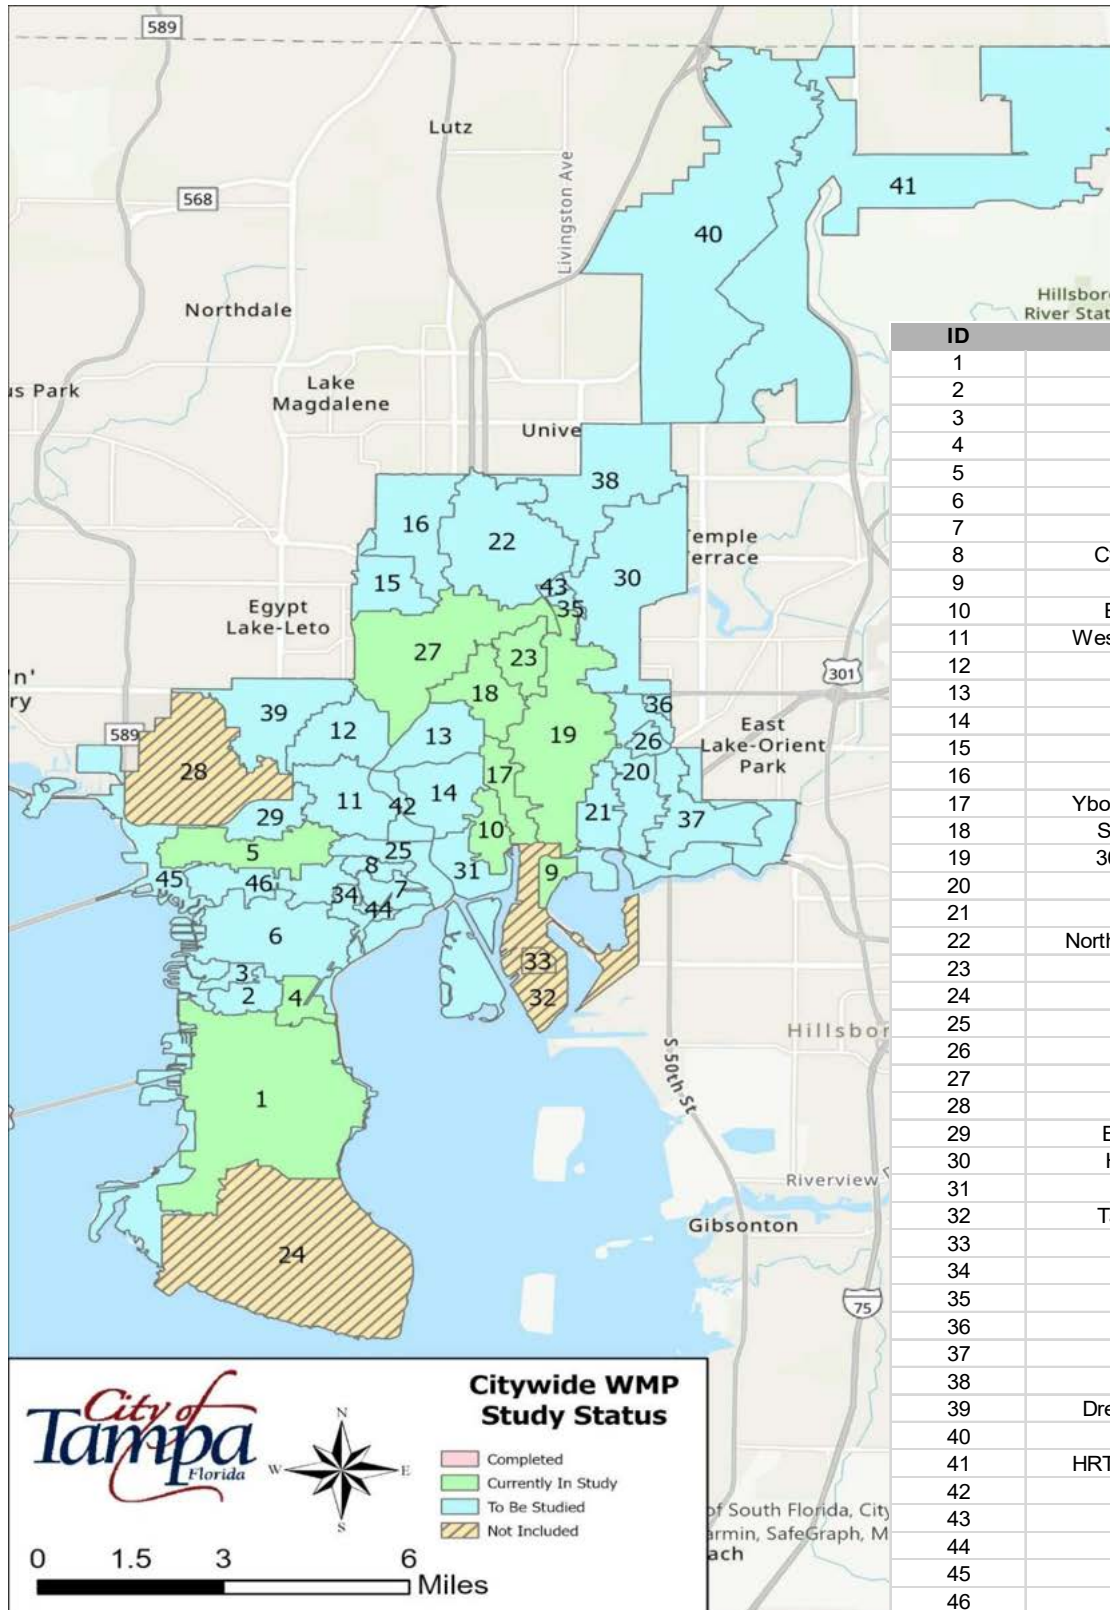 589
Lutz
568
Livingston Ave
41
40
Northdale
Hillsbor
River Stat
us Park
Lake
Magdalene
Unive
38
16
22
emple
errace
30
15
43
35
Egypt
Lake-Leto
27
23
'n'
ry
18
301
39
12
36
589
13
19
26
East
Lake-Orient
Park
28
20
17
11
42
14
29
21
37
10
5
25
8
9
45
46
31
7
34
44
6
33
3
2
4
32
Hillsbor
S 50th St
1
Riverview
Gibsonton
24
75
City of
Tampa
Florida
N
W
E
S
Citywide WMP
Study Status
Completed
Currently In Study
To Be Studied
Not Included
0 1.5 3 6
Miles
of South Florida, City
armin, SafeGraph, M
ach
ID
1
2
3
4
5
6
7
8 C
9
10 E
11 Wes
12
13
14
15
16
17 Ybo
18 S
19 30
20
21
22 North
23
24
25
26
27
28
29 E
30 H
31
32 T
33
34
35
36
37
38
39 Dre
40
41 HRT
42
43
44
45
46